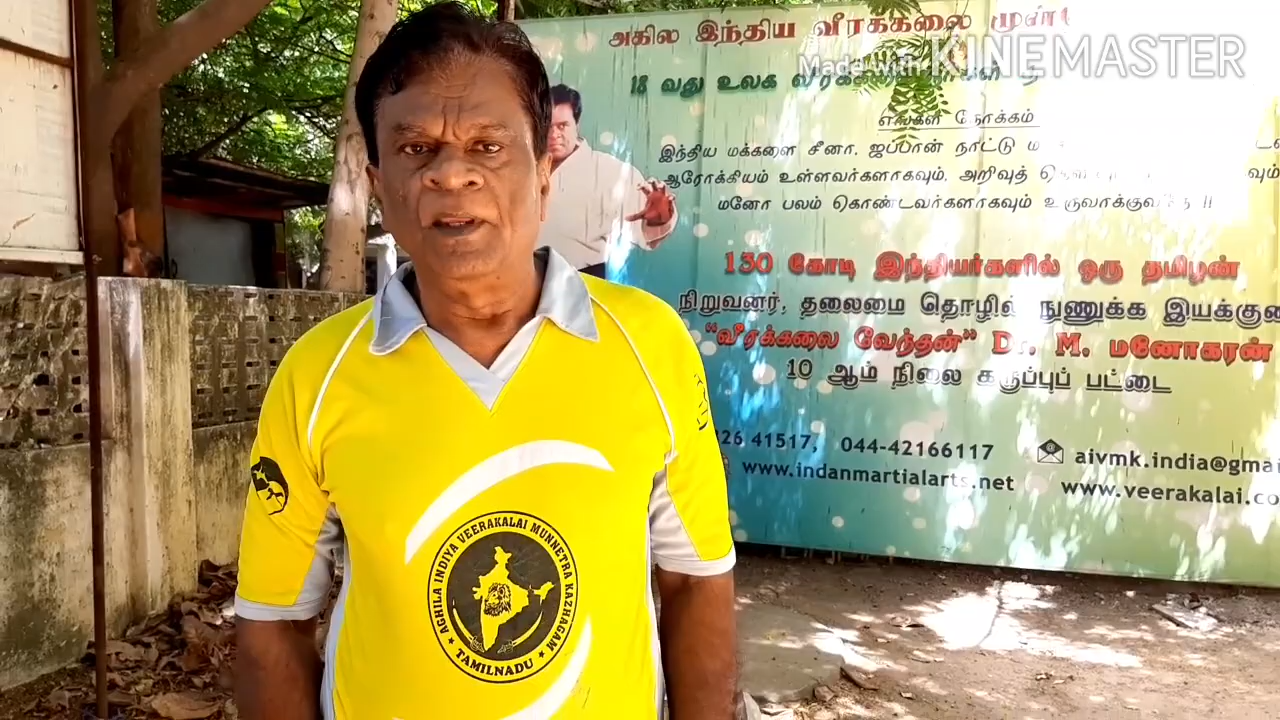 Made with KINEMASTER
அகில இந்திய வீரக்கலை
18 வது உலக
எங்கள் நோக்கம்
இந்திய மக்களை சீனா, ஜப்பான் நாட்டு
ஆரோக்கியம் உள்ளவர்களாகவும், அறிவுத்
மனோ பலம் கொண்டவர்களாகவும்
130 கோடி இந்தியர்களில் ஒரு தமிழன்
நிறுவனர், தலைமை தொழில் நுணுக்க
"வீரக்கலை வேந்தன்" Dr. M. மனோகரன்
10 ஆம் நிலை கருப்புப் பட்டை
26 41517, 044-42166117
aivmk.india@gmai
www.indanmartialarts.net
www.veerakalai.co
AGHILA INDIYA VEERAKALAI MUNNETRA KAZHAGAM
TAMILNADU